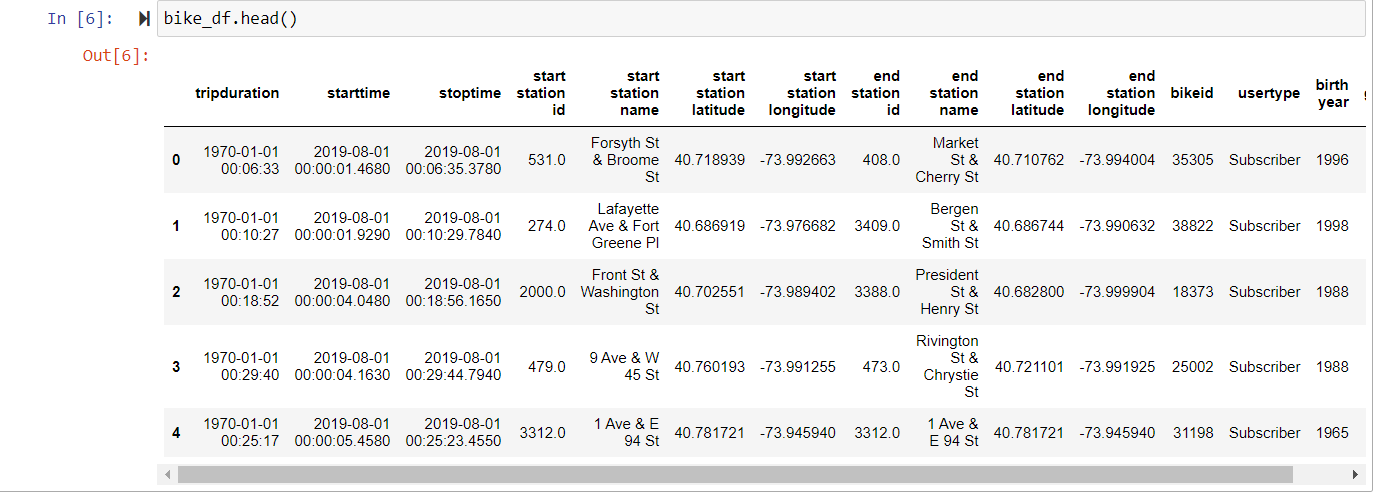 In [6]: bike_df.head()
Out[6]:
start start start start end end end end
station station station station station station station station birth
tripduration starttime stoptime id name latitude longitude id name latitude longitude bikeid usertype year
0 1970-01-01 00:06:33 2019-08-01 00:00:01.4680 2019-08-01 00:06:35.3780 531.0 Forsyth St & Broome St 40.718939 -73.992663 408.0 Market St & Cherry St 40.710762 -73.994004 35305 Subscriber 1996
1 1970-01-01 00:10:27 2019-08-01 00:00:01.9290 2019-08-01 00:10:29.7840 274.0 Lafayette Ave & Fort Greene Pl 40.686919 -73.976682 3409.0 Bergen St & Smith St 40.686744 -73.990632 38822 Subscriber 1998
2 1970-01-01 00:18:52 2019-08-01 00:00:04.0480 2019-08-01 00:18:56.1650 2000.0 Front St & Washington St 40.702551 -73.989402 3388.0 President St & Henry St 40.682800 -73.999904 18373 Subscriber 1988
3 1970-01-01 00:29:40 2019-08-01 00:00:04.1630 2019-08-01 00:29:44.7940 479.0 9 Ave & W 45 St 40.760193 -73.991255 473.0 Rivington St & Chrystie St 40.721101 -73.991925 25002 Subscriber 1988
4 1970-01-01 00:25:17 2019-08-01 00:00:05.4580 2019-08-01 00:25:23.4550 3312.0 1 Ave & E 94 St 40.781721 -73.945940 3312.0 1 Ave & E 94 St 40.781721 -73.945940 31198 Subscriber 1965